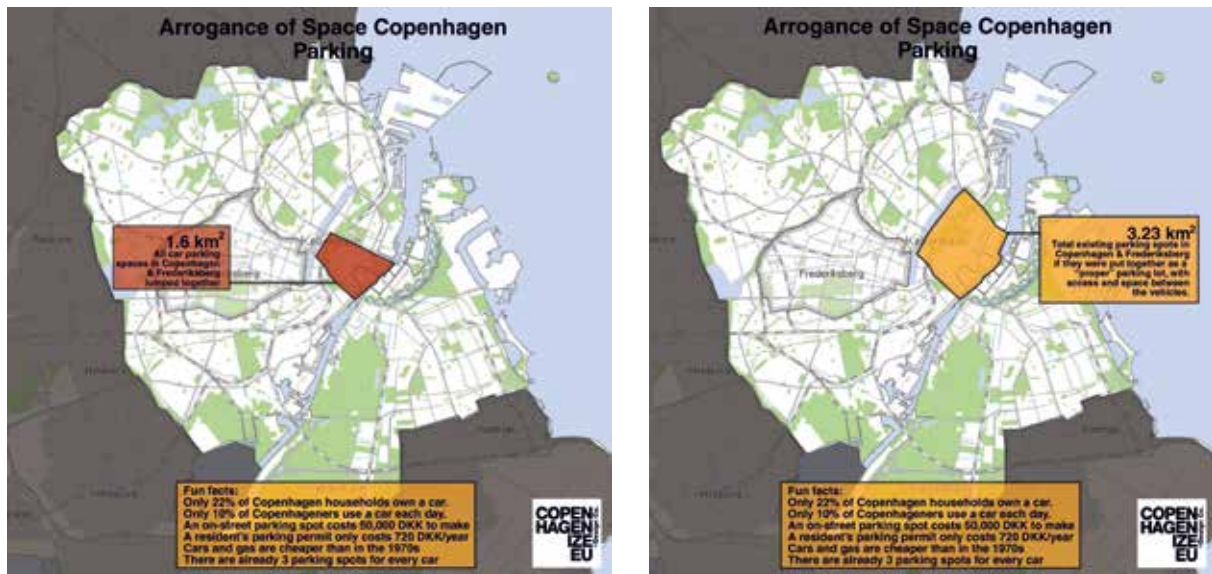 Arrogance of Space Copenhagen
Parking
1.6 km2
All car parking
spaces in Copenhagen
& Frederiksberg
lumped together
Fun facts:
Only 22% of Copenhagen households own a car.
Only 10% of Copenhageners use a car each day.
An on-street parking spot costs 50,000 DKK to make
A resident's parking permit only costs 720 DKK/year
Cars and gas are cheaper than in the 1970s
There are already 3 parking spots for every car
COPEN
HAGEN
IZE.EU
Arrogance of Space Copenhagen
Parking
Frederiksberg
3.23 km2
Total existing parking spots in
Copenhagen & Frederiksberg
if they were put together as a
"proper" parking lot, with
access and space between
the vehicles.
Fun facts:
Only 22% of Copenhagen households own a car.
Only 10% of Copenhageners use a car each day.
An on-street parking spot costs 50,000 DKK to make
A resident's parking permit only costs 720 DKK/year
Cars and gas are cheaper than in the 1970s
There are already 3 parking spots for every car
COPEN
HAGEN
IZE.EU